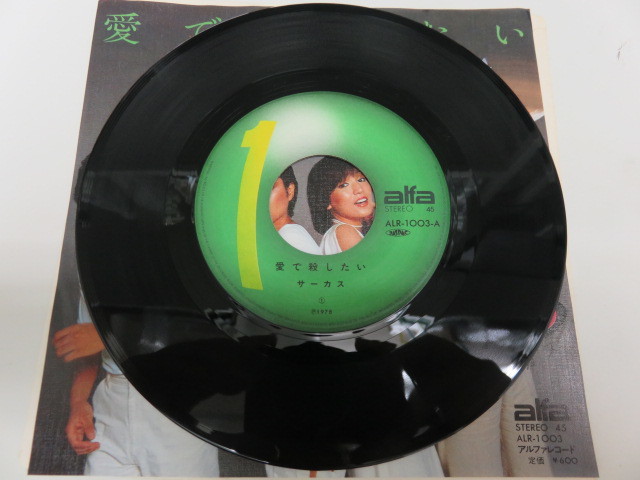 愛で い
1
alfa
STEREO 45
ALR-1003-A
愛で殺したい
サーカス
℗1978
alfa
STEREO 45
ALR-1003
アルファレコード
定価 ¥600